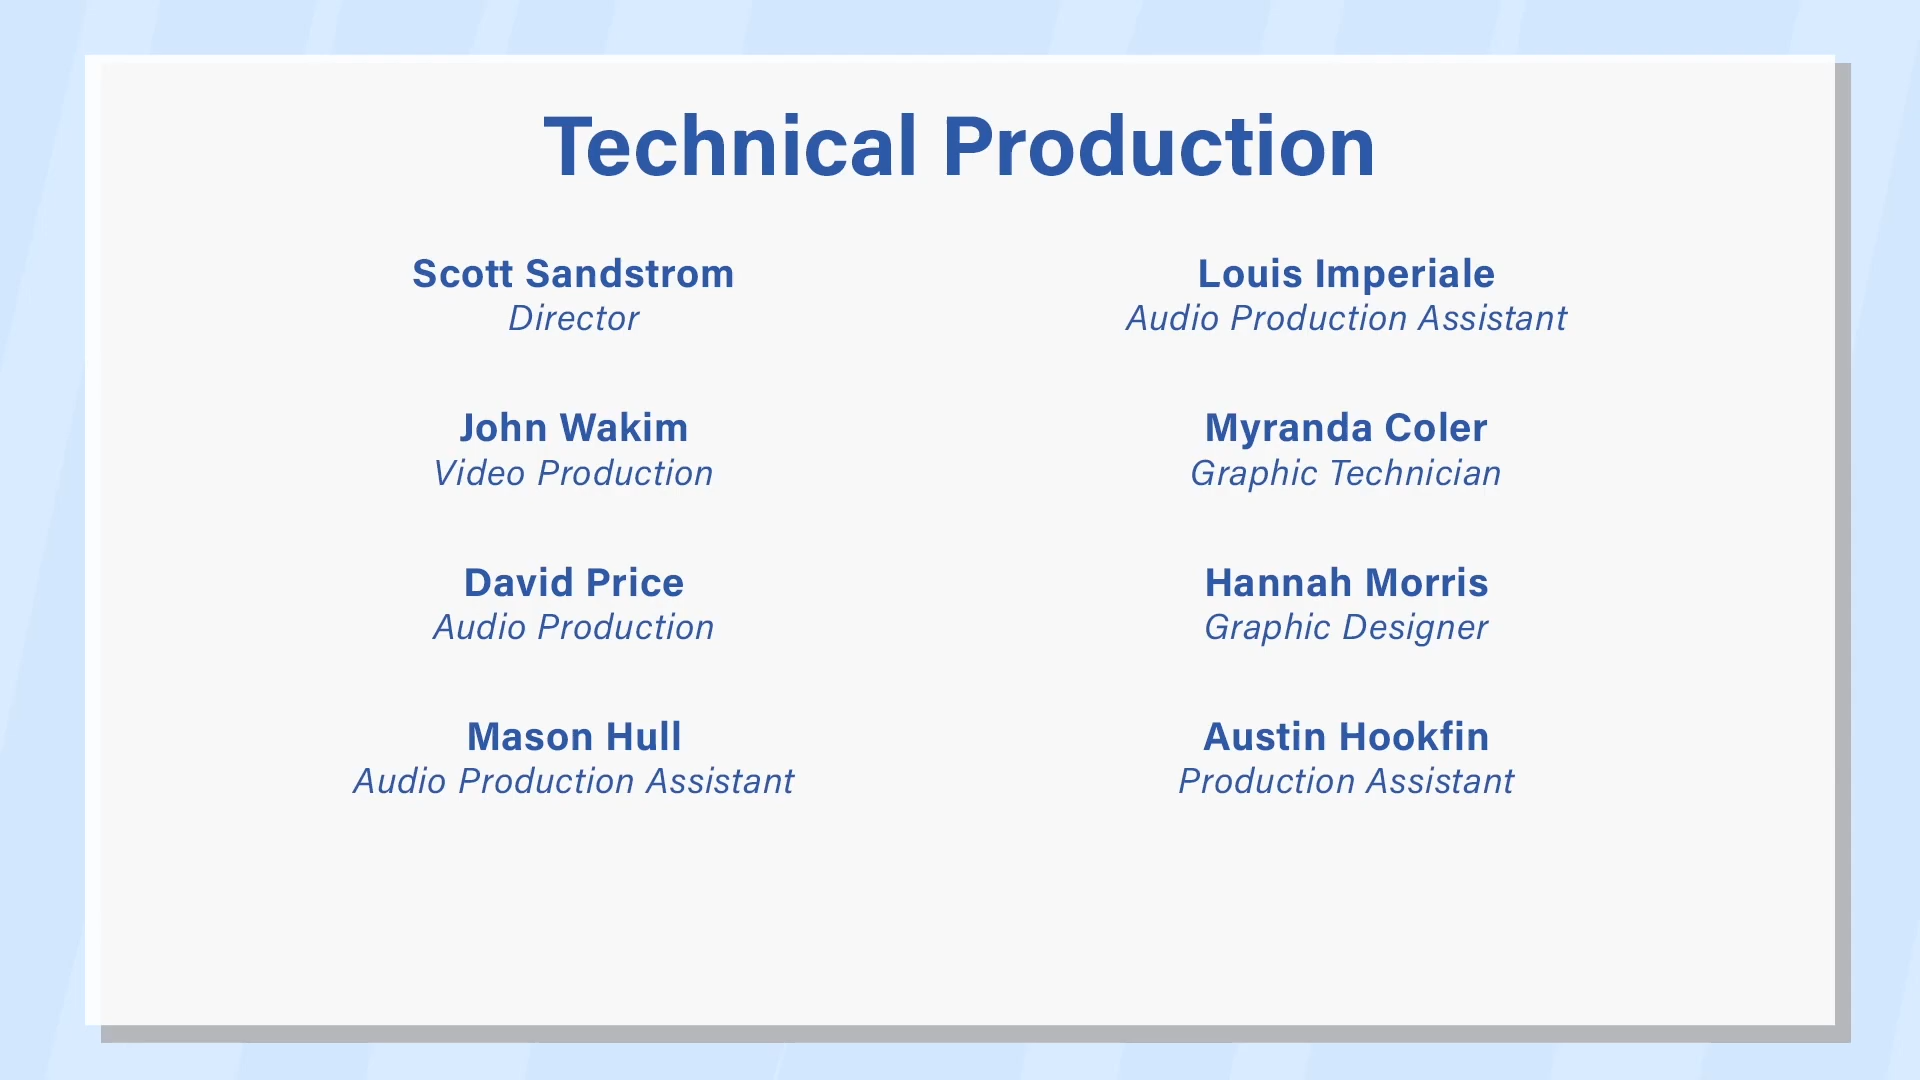 Technical Production
Scott Sandstrom
Director
John Wakim
Video Production
David Price
Audio Production
Mason Hull
Audio Production Assistant
Louis Imperiale
Audio Production Assistant
Myranda Coler
Graphic Technician
Hannah Morris
Graphic Designer
Austin Hookfin
Production Assistant